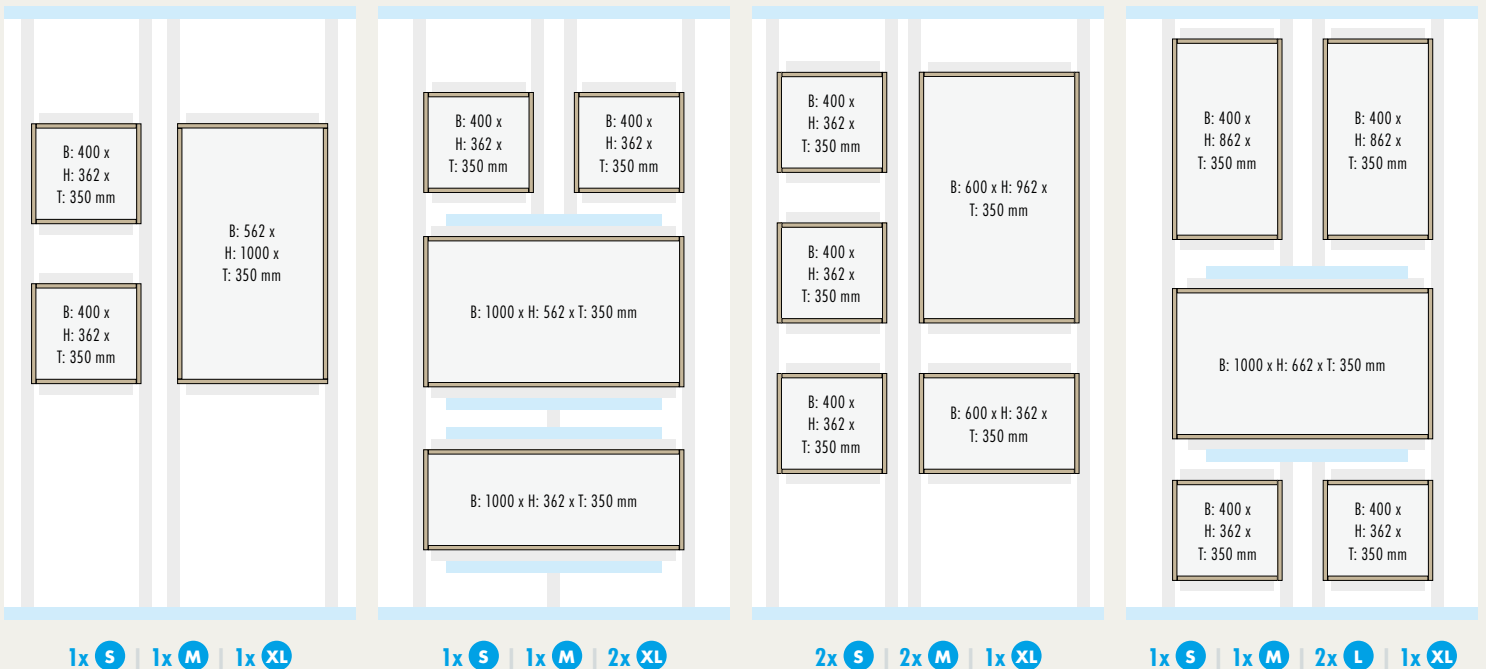 B: 400 x
H: 362 x
T: 350 mm
B: 400 x
H: 362 x
T: 350 mm
B: 562 x
H: 1000 x
T: 350 mm
1x S | 1x M | 1x XL
B: 400 x
H: 362 x
T: 350 mm
B: 400 x
H: 362 x
T: 350 mm
B: 1000 x H: 562 x T: 350 mm
B: 1000 x H: 362 x T: 350 mm
1x S | 1x M | 2x XL
B: 400 x
H: 362 x
T: 350 mm
B: 400 x
H: 362 x
T: 350 mm
B: 400 x
H: 362 x
T: 350 mm
B: 600 x H: 962 x
T: 350 mm
B: 600 x H: 362 x
T: 350 mm
2x S | 2x M | 1x XL
B: 400 x
H: 862 x
T: 350 mm
B: 400 x
H: 862 x
T: 350 mm
B: 1000 x H: 662 x T: 350 mm
B: 400 x
H: 362 x
T: 350 mm
B: 400 x
H: 362 x
T: 350 mm
1x S | 1x M | 2x L | 1x XL